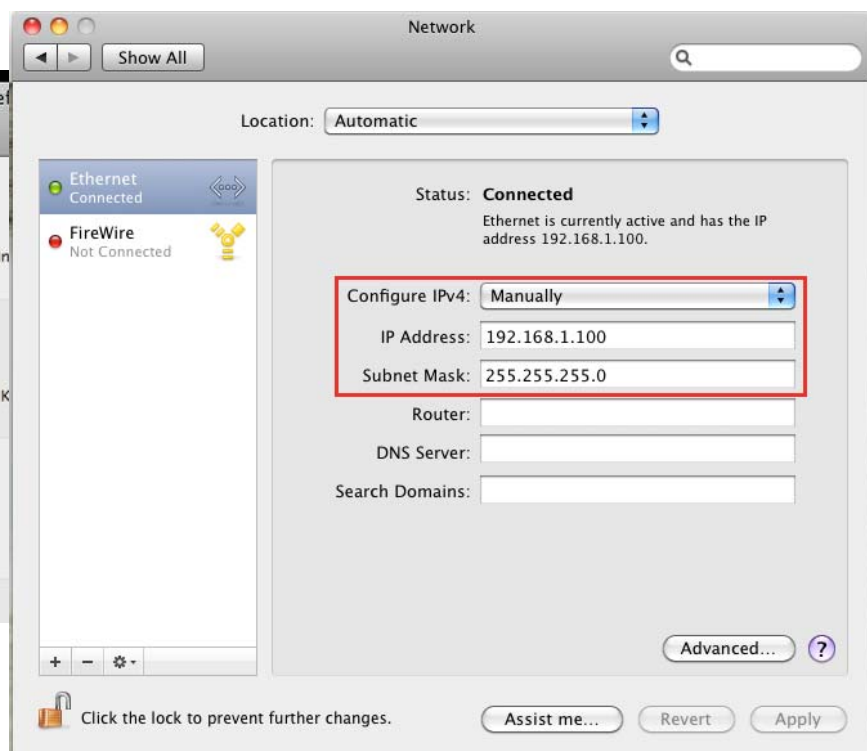 Network
Show All
Location: Automatic
Ethernet
Connected
FireWire
Not Connected
Status: Connected
Ethernet is currently active and has the IP
address 192.168.1.100.
Configure IPv4: Manually
IP Address: 192.168.1.100
Subnet Mask: 255.255.255.0
Router:
DNS Server:
Search Domains:
Advanced... ?
Click the lock to prevent further changes.
Assist me... Revert Apply